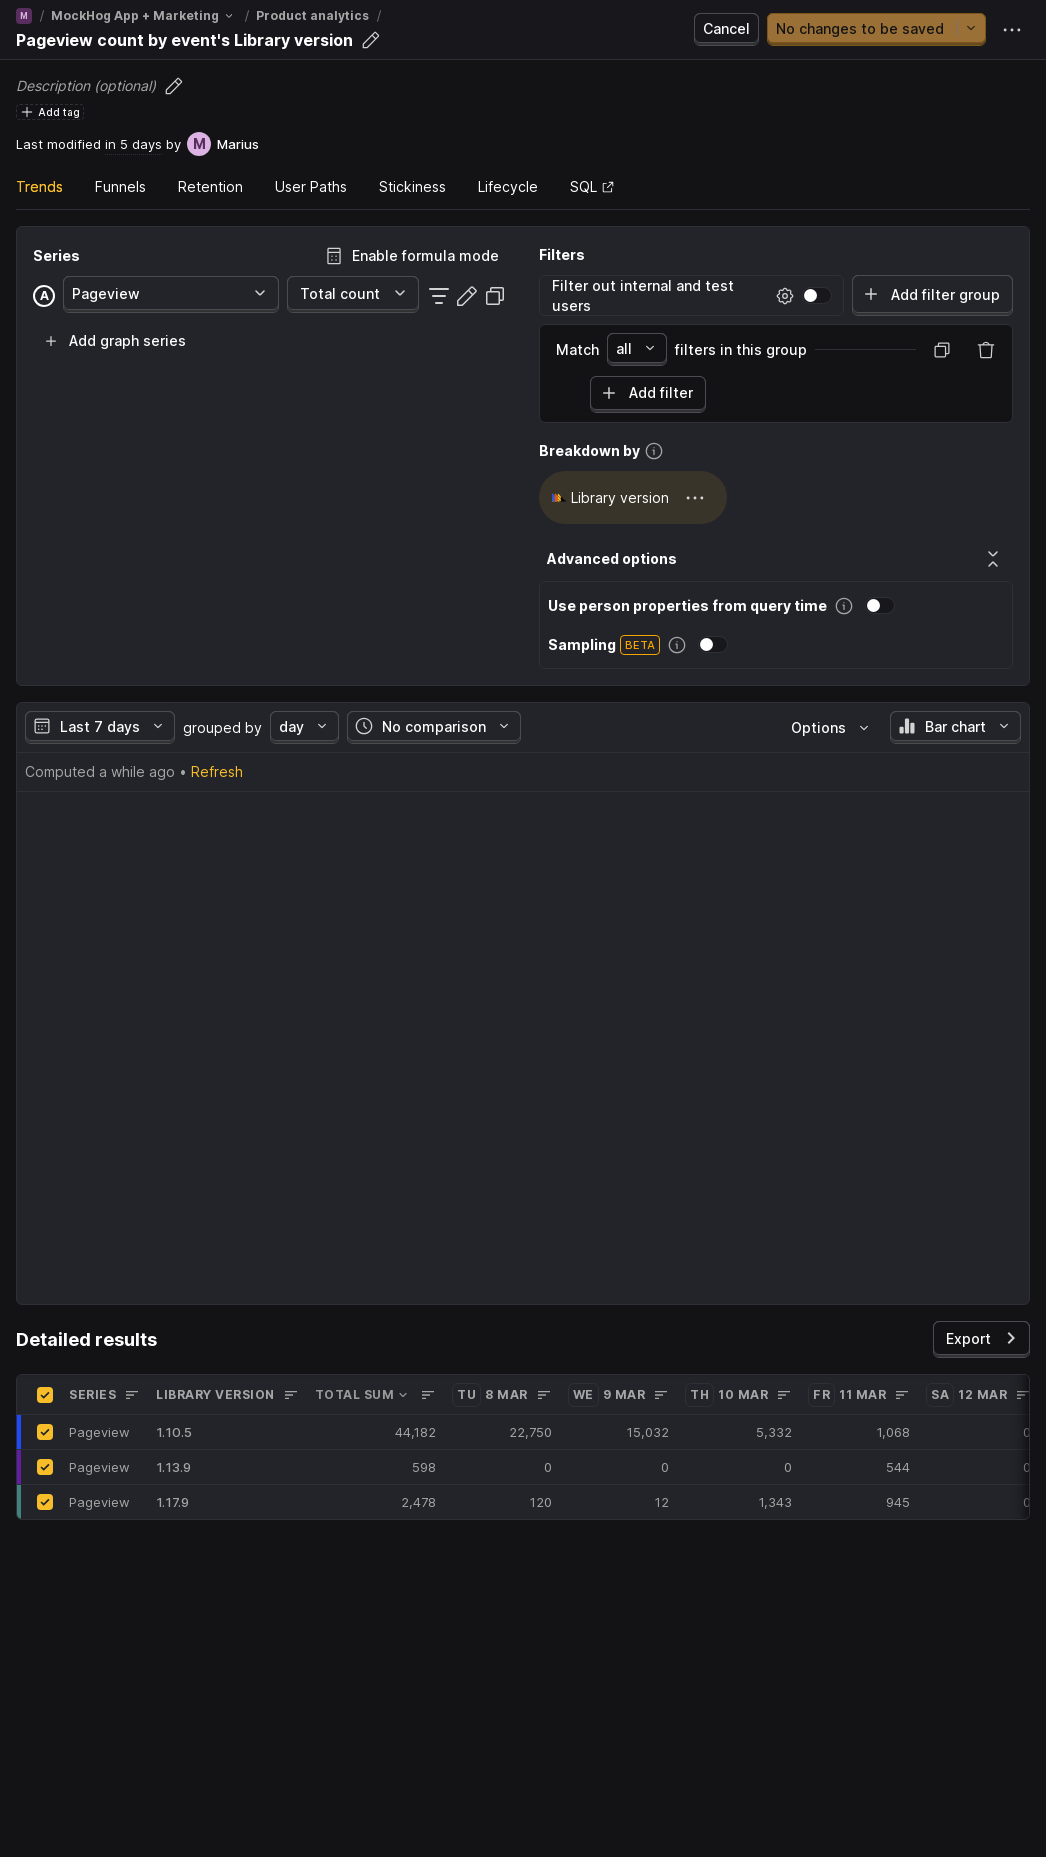 M / MockHog App + Marketing / Product analytics /
Pageview count by event's Library version
Cancel
No changes to be saved
Description (optional)
Add tag
Last modified in 5 days by M Marius
Trends Funnels Retention User Paths Stickiness Lifecycle SQL
Series
Enable formula mode
A Pageview Total count
Add graph series
Filters
Filter out internal and test
users
Add filter group
Match all filters in this group
Add filter
Breakdown by
Library version
Advanced options
Use person properties from query time
Sampling BETA
Last 7 days grouped by day No comparison Options Bar chart
Computed a while ago • Refresh
Detailed results
Export
SERIES LIBRARY VERSION TOTAL SUM TU 8 MAR WE 9 MAR TH 10 MAR FR 11 MAR SA 12 MAR
Pageview 1.10.5 44,182 22,750 15,032 5,332 1,068 0
Pageview 1.13.9 598 0 0 0 544 0
Pageview 1.17.9 2,478 120 12 1,343 945 0